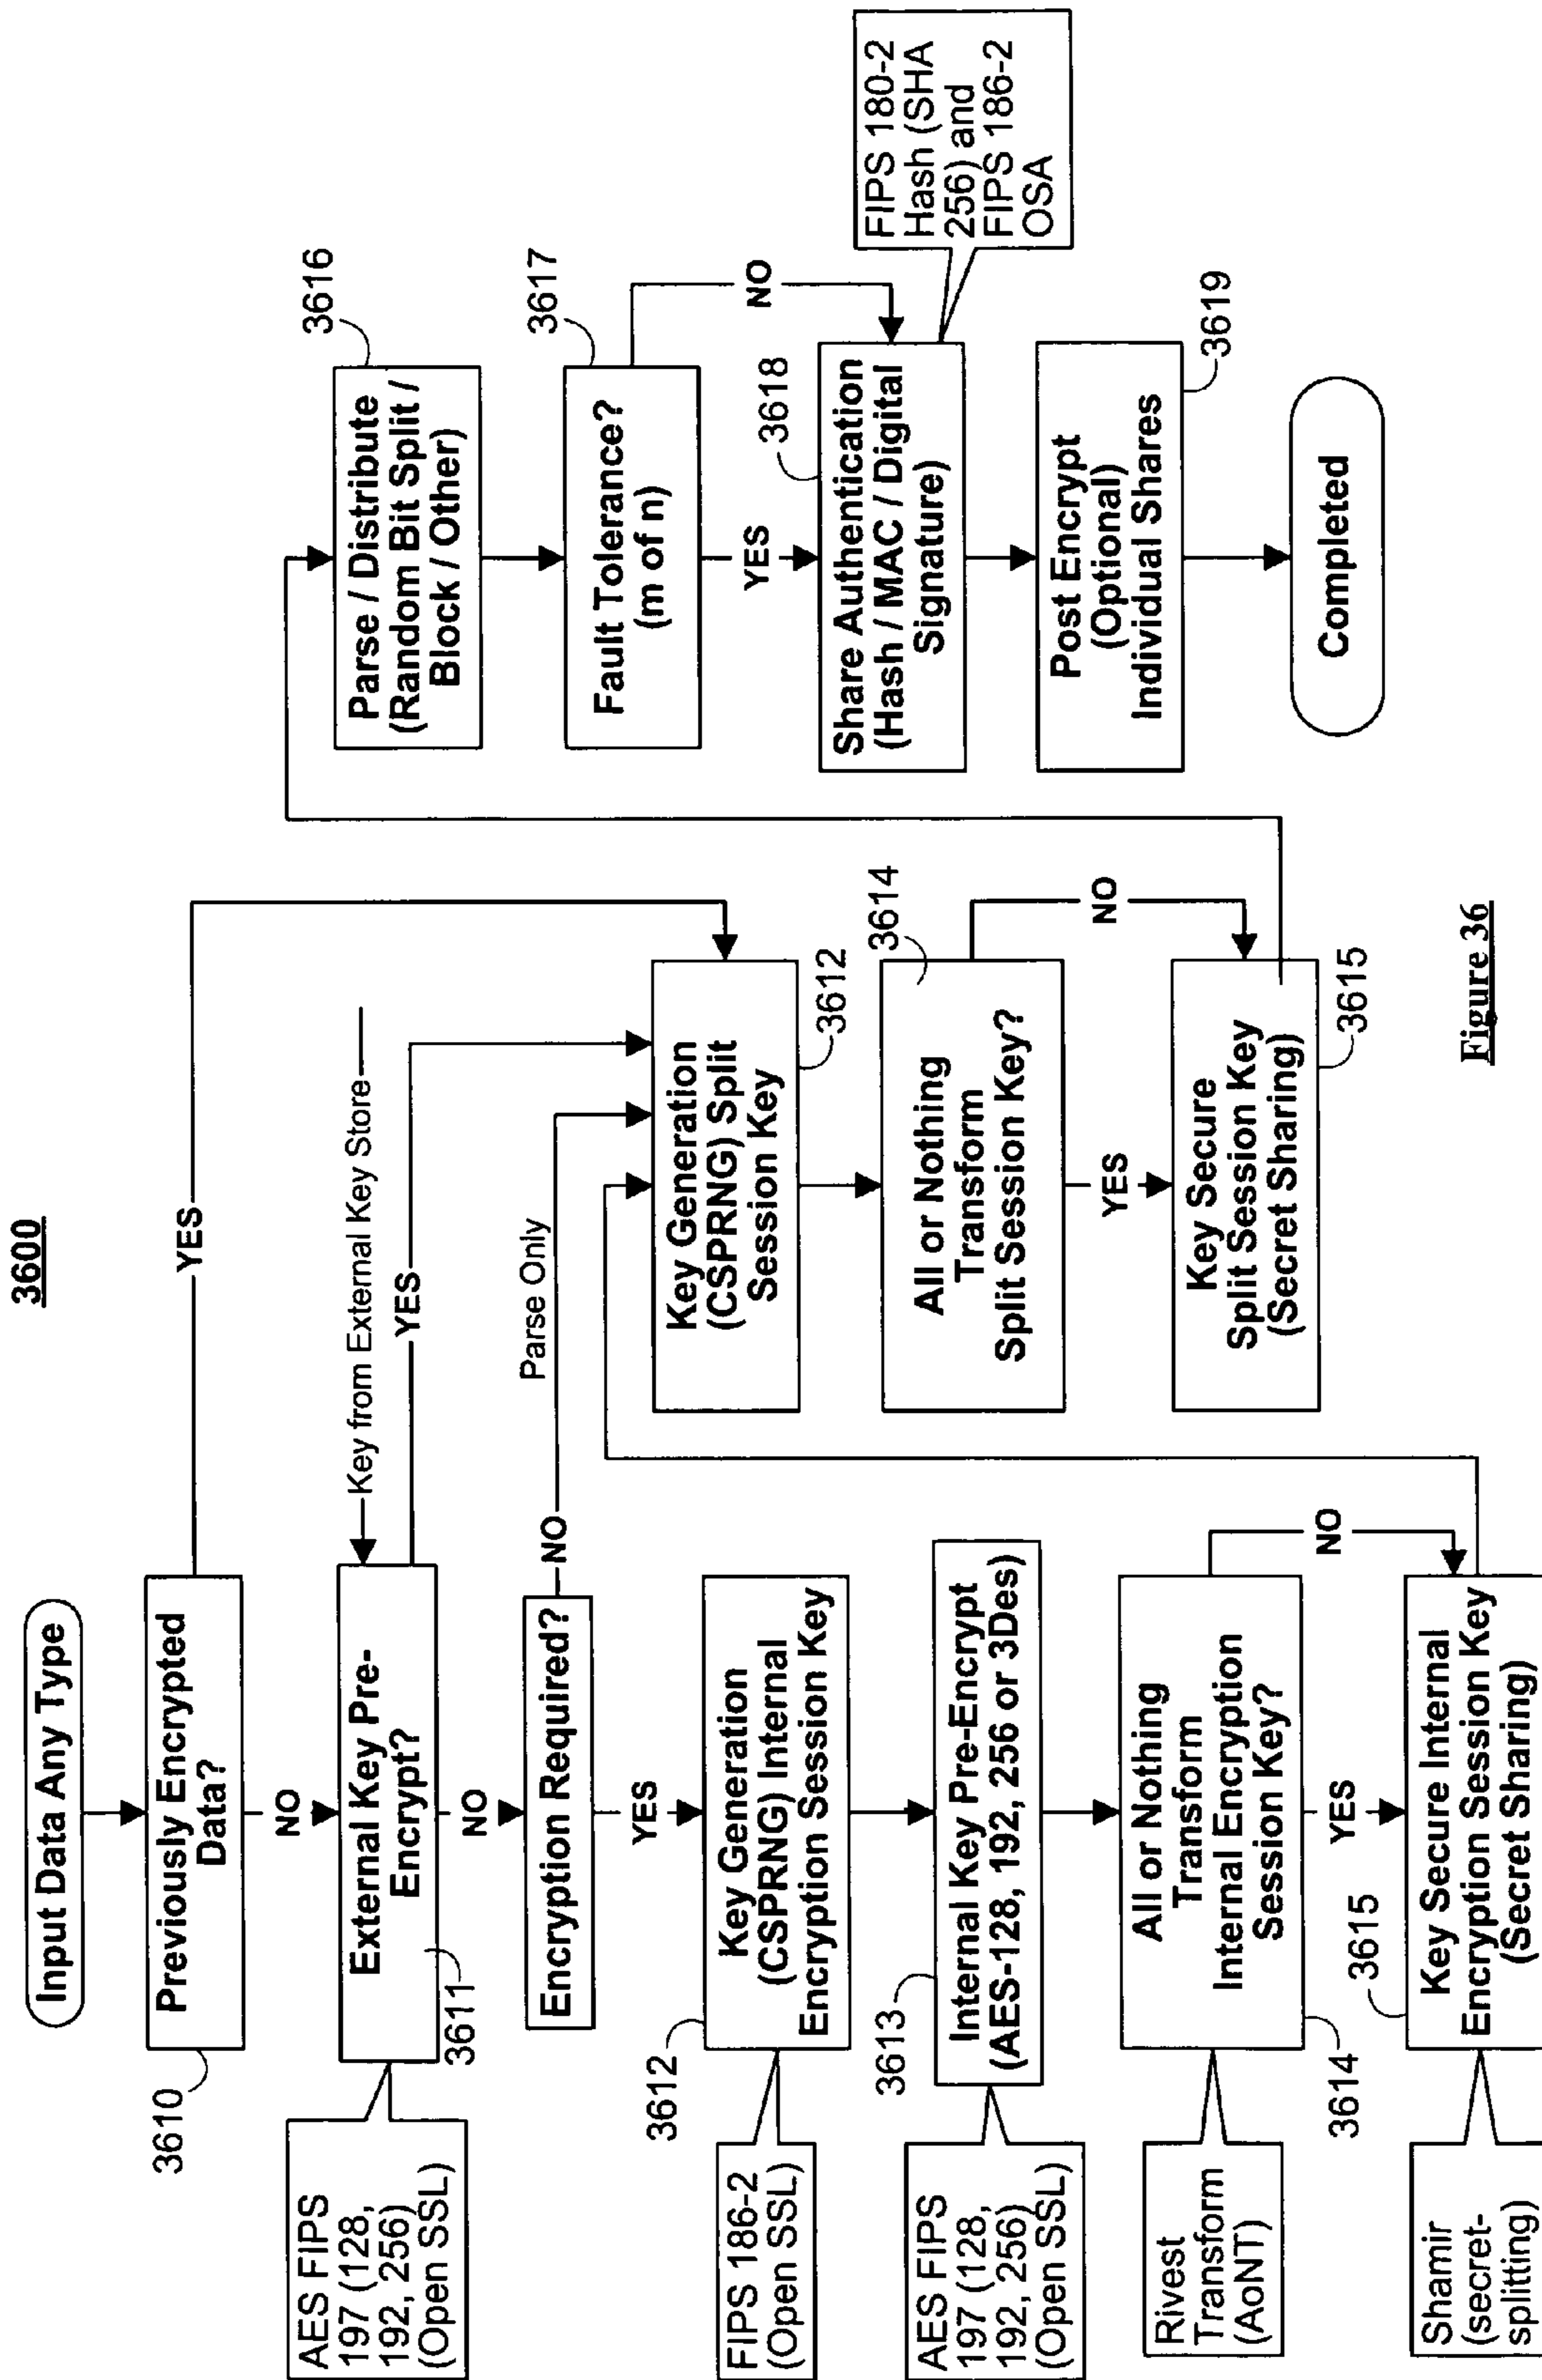 3600
Input Data Any Type
Previously Encrypted
Data?
3610
YES
NO
External Key Pre-
Encrypt?
3611
Key from External Key Store
YES
AES FIPS
197 (128,
192, 256)
(Open SSL)
NO
Encryption Required?
NO
Parse Only
YES
Key Generation
(CSPRNG) Internal
Encryption Session Key
3612
FIPS 186-2
(Open SSL)
Internal Key Pre-Encrypt
(AES-128, 192, 256 or 3Des)
3613
AES FIPS
197 (128,
192, 256)
(Open SSL)
All or Nothing
Transform
Internal Encryption
Session Key?
3614
Rivest
Transform
(AoNT)
NO
YES
Key Secure Internal
Encryption Session Key
(Secret Sharing)
3615
Shamir
(secret-
splitting)
Key Generation
(CSPRNG) Split
Session Key
3612
All or Nothing
Transform
Split Session Key?
3614
NO
YES
Key Secure
Split Session Key
(Secret Sharing)
3615
Parse / Distribute
(Random Bit Split /
Block / Other)
3616
Fault Tolerance?
(m of n)
3617
NO
YES
Share Authentication
(Hash / MAC / Digital
Signature)
3618
FIPS 180-2
Hash (SHA
256) and
FIPS 186-2
OSA
Post Encrypt
(Optional)
Individual Shares
3619
Completed
Figure 36